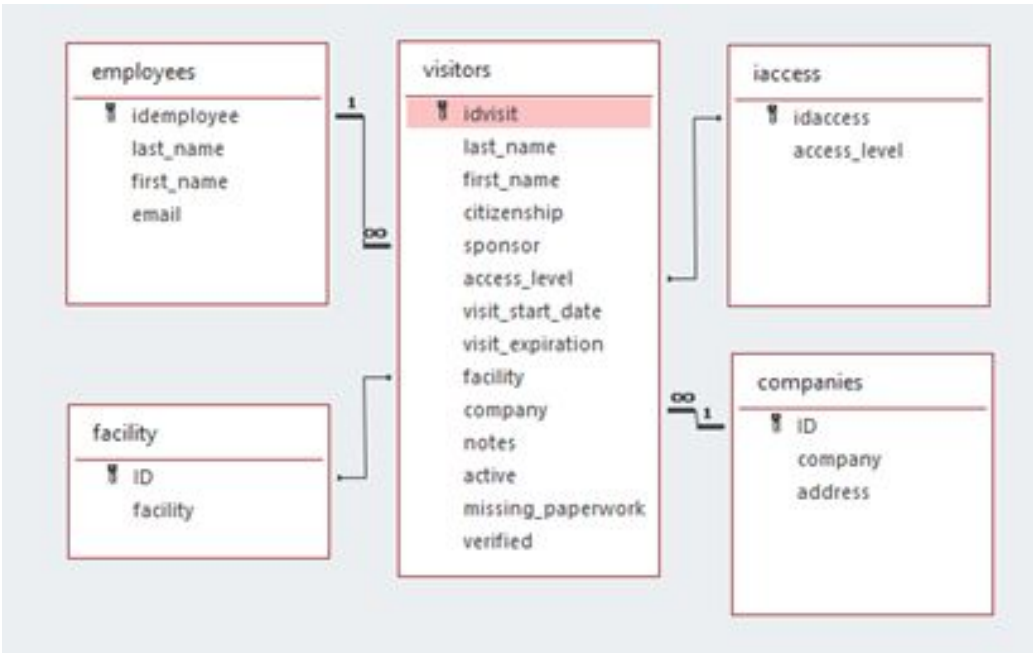 employees
idemployee
last_name
first_name
email
1
∞
visitors
idvisit
last_name
first_name
citizenship
sponsor
access_level
visit_start_date
visit_expiration
facility
company
notes
active
missing_paperwork
verified
iaccess
idaccess
access_level
facility
ID
facility
∞
1
companies
ID
company
address